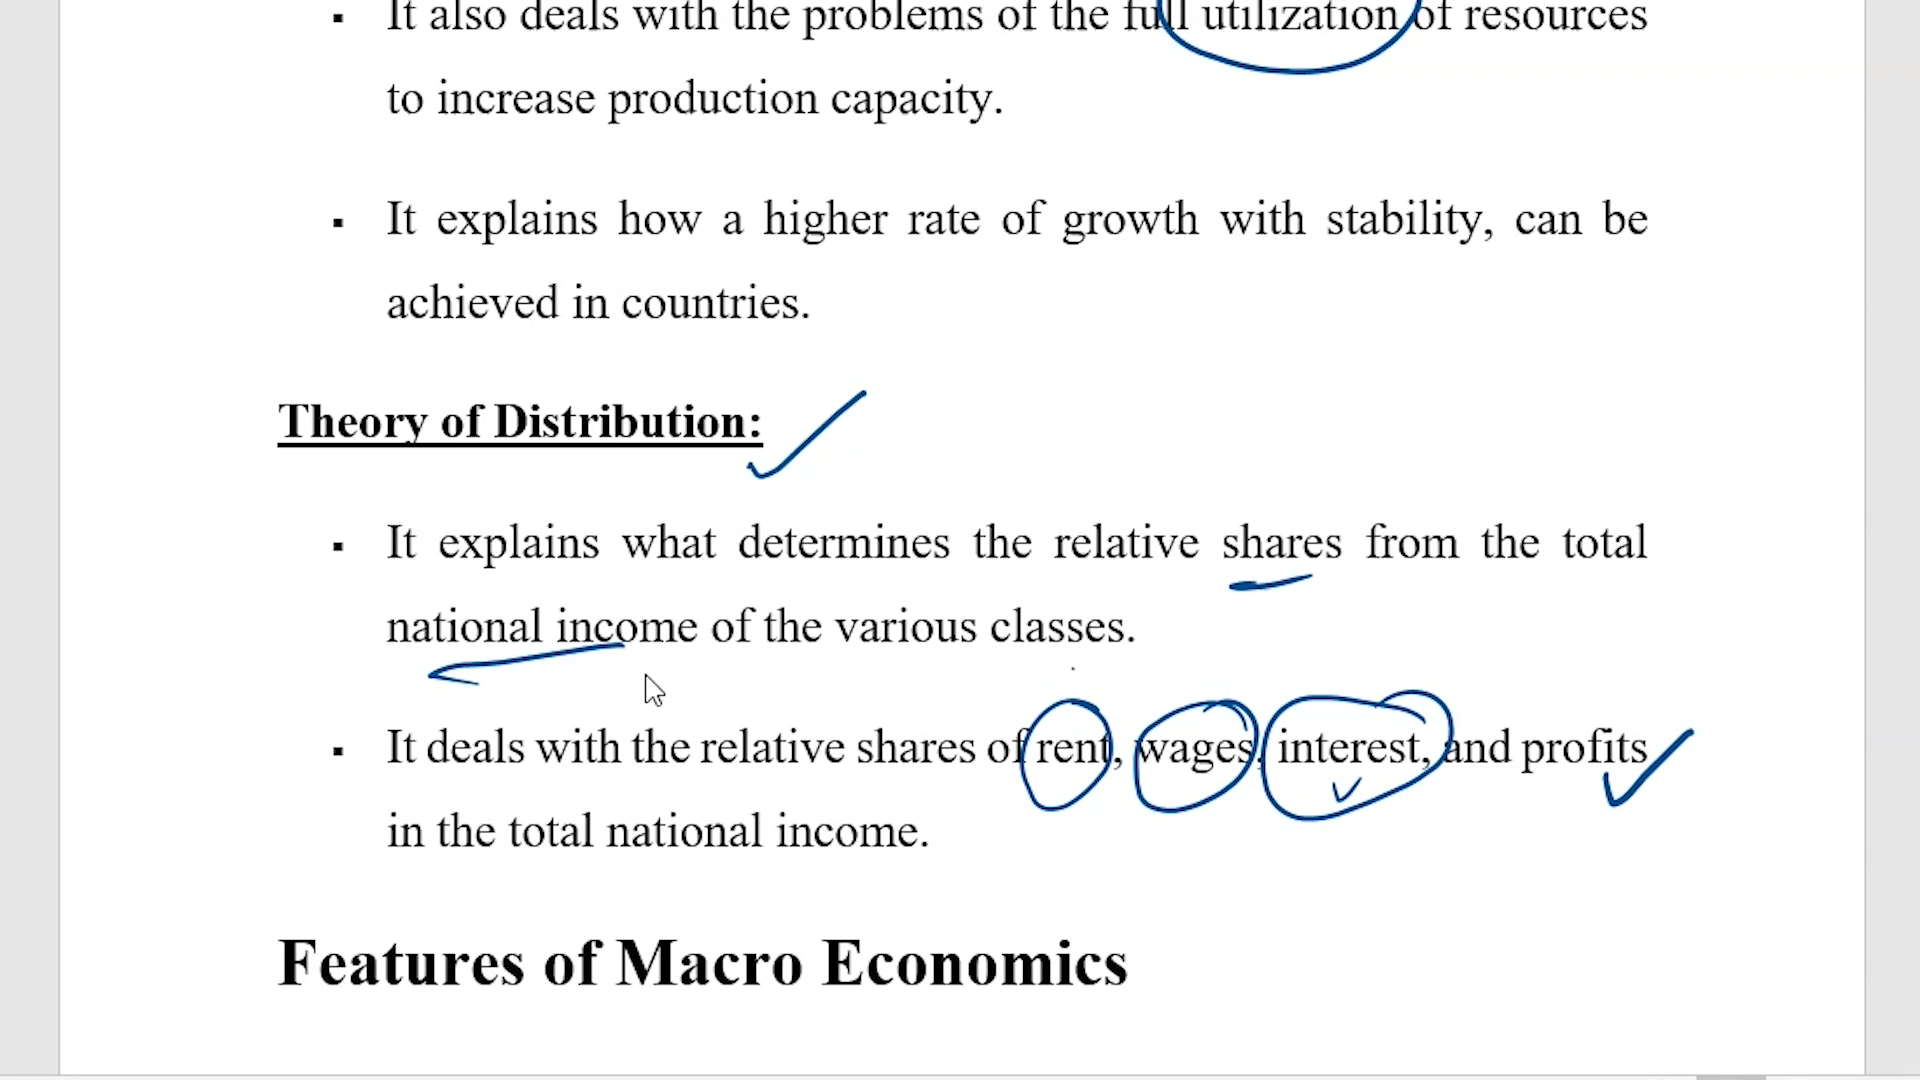 ▪ It also deals with the problems of the full utilization of resources
to increase production capacity.
▪ It explains how a higher rate of growth with stability, can be
achieved in countries.
Theory of Distribution:
▪ It explains what determines the relative shares from the total
national income of the various classes.
▪ It deals with the relative shares of rent, wages, interest, and profits
in the total national income.
Features of Macro Economics